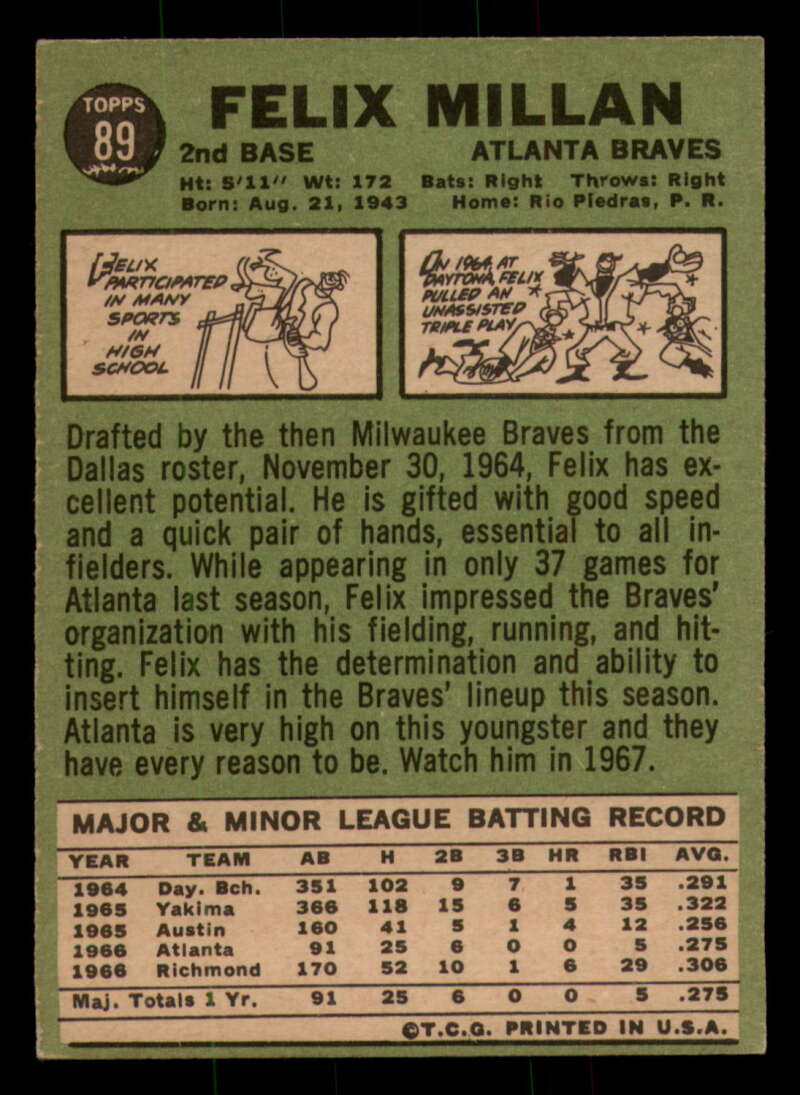 TOPPS
89
FELIX MILLAN
2nd BASE ATLANTA BRAVES
Ht: 5'11" Wt: 172 Bats: Right Throws: Right
Born: Aug. 21, 1943 Home: Rio Piedras, P. R.
FELIX
PARTICIPATED
IN MANY
SPORTS
IN
HIGH
SCHOOL
IN 1964, AT
DAYTONA, FELIX
PULLED AN
UNASSISTED
TRIPLE PLAY
Drafted by the then Milwaukee Braves from the
Dallas roster, November 30, 1964, Felix has ex-
cellent potential. He is gifted with good speed
and a quick pair of hands, essential to all in-
fielders. While appearing in only 37 games for
Atlanta last season, Felix impressed the Braves'
organization with his fielding, running, and hit-
ting. Felix has the determination and ability to
insert himself in the Braves' lineup this season.
Atlanta is very high on this youngster and they
have every reason to be. Watch him in 1967.
MAJOR & MINOR LEAGUE BATTING RECORD
YEAR TEAM AB H 2B 3B HR RBI AVG.
1964 Day. Bch. 351 102 9 7 1 35 .291
1965 Yakima 366 118 15 6 5 35 .322
1965 Austin 160 41 5 1 4 12 .256
1966 Atlanta 91 25 6 0 0 5 .275
1966 Richmond 170 52 10 1 6 29 .306
Maj. Totals 1 Yr. 91 25 6 0 0 5 .275
©T.C.G. PRINTED IN U.S.A.